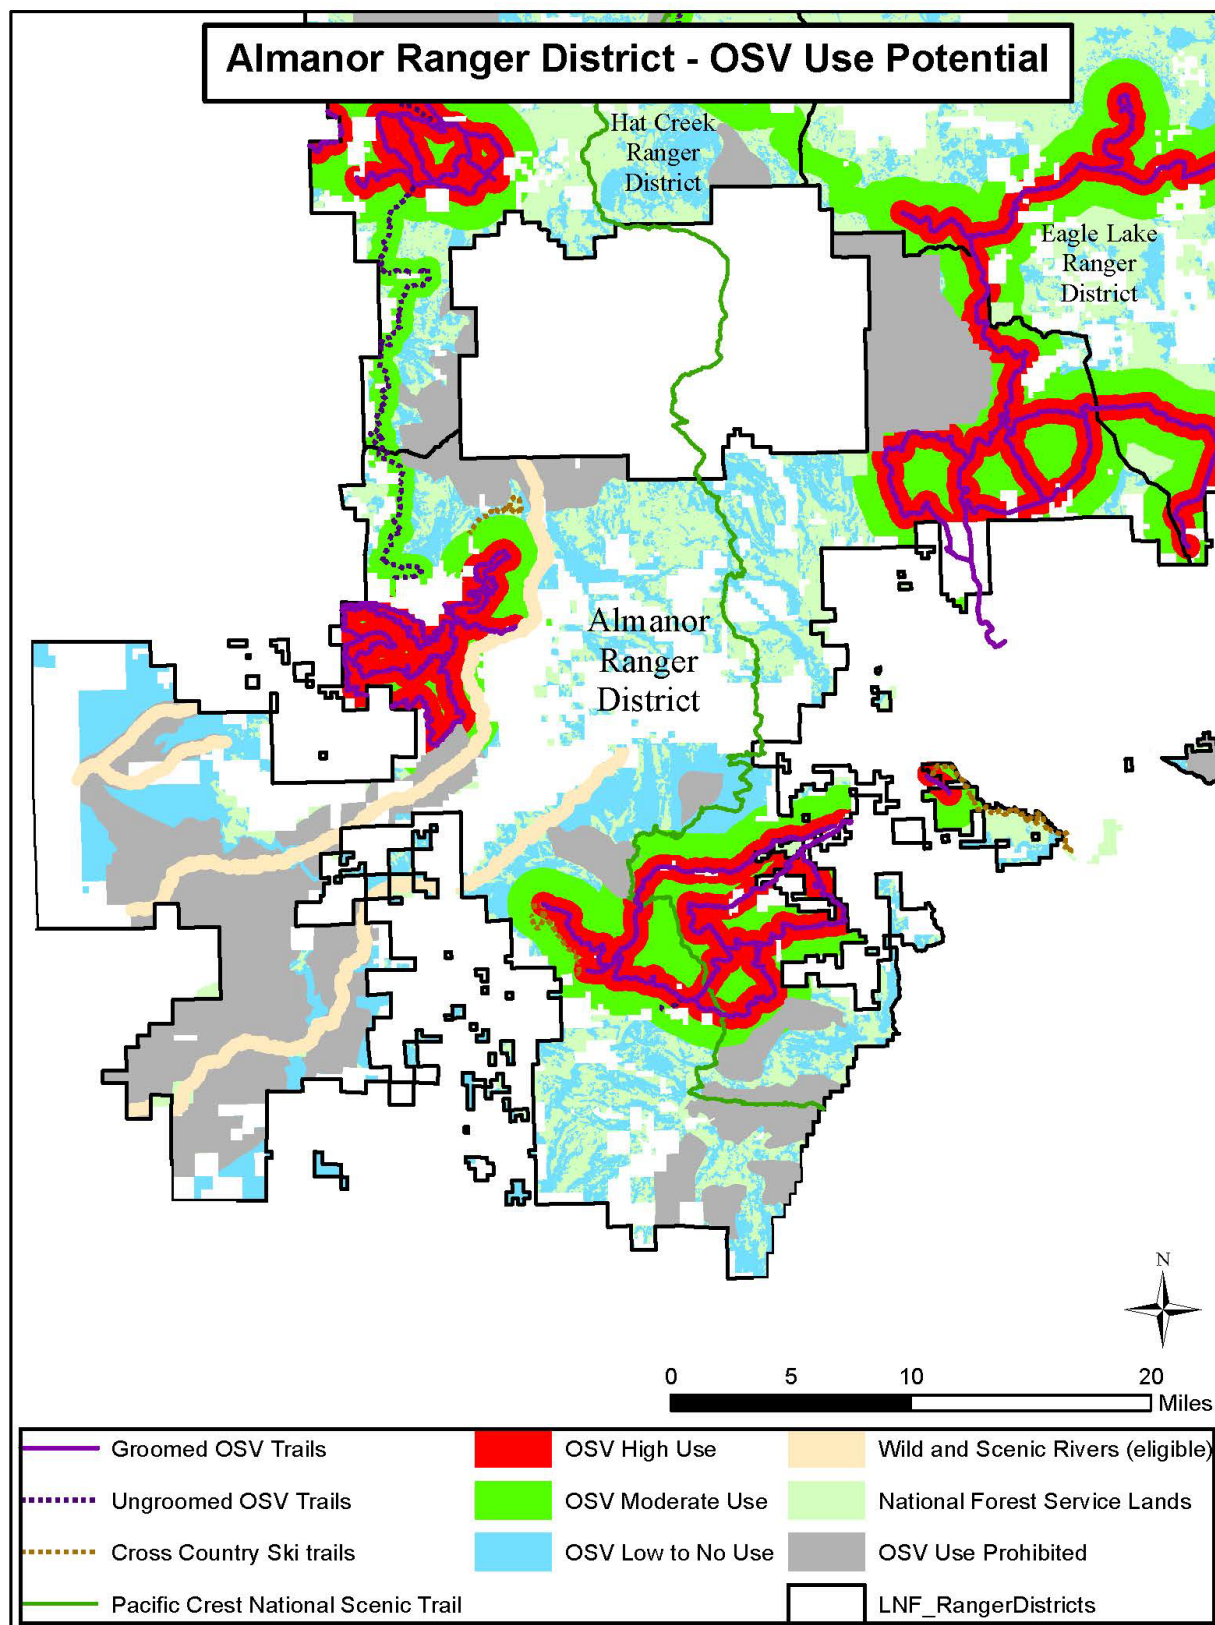 Almanor Ranger District - OSV Use Potential
Hat Creek
Ranger
District
Eagle Lake
Ranger
District
Almanor
Ranger
District
N
0 5 10 20
Miles
Groomed OSV Trails
Ungroomed OSV Trails
Cross Country Ski trails
Pacific Crest National Scenic Trail
OSV High Use
OSV Moderate Use
OSV Low to No Use
Wild and Scenic Rivers (eligible)
National Forest Service Lands
OSV Use Prohibited
LNF_RangerDistricts